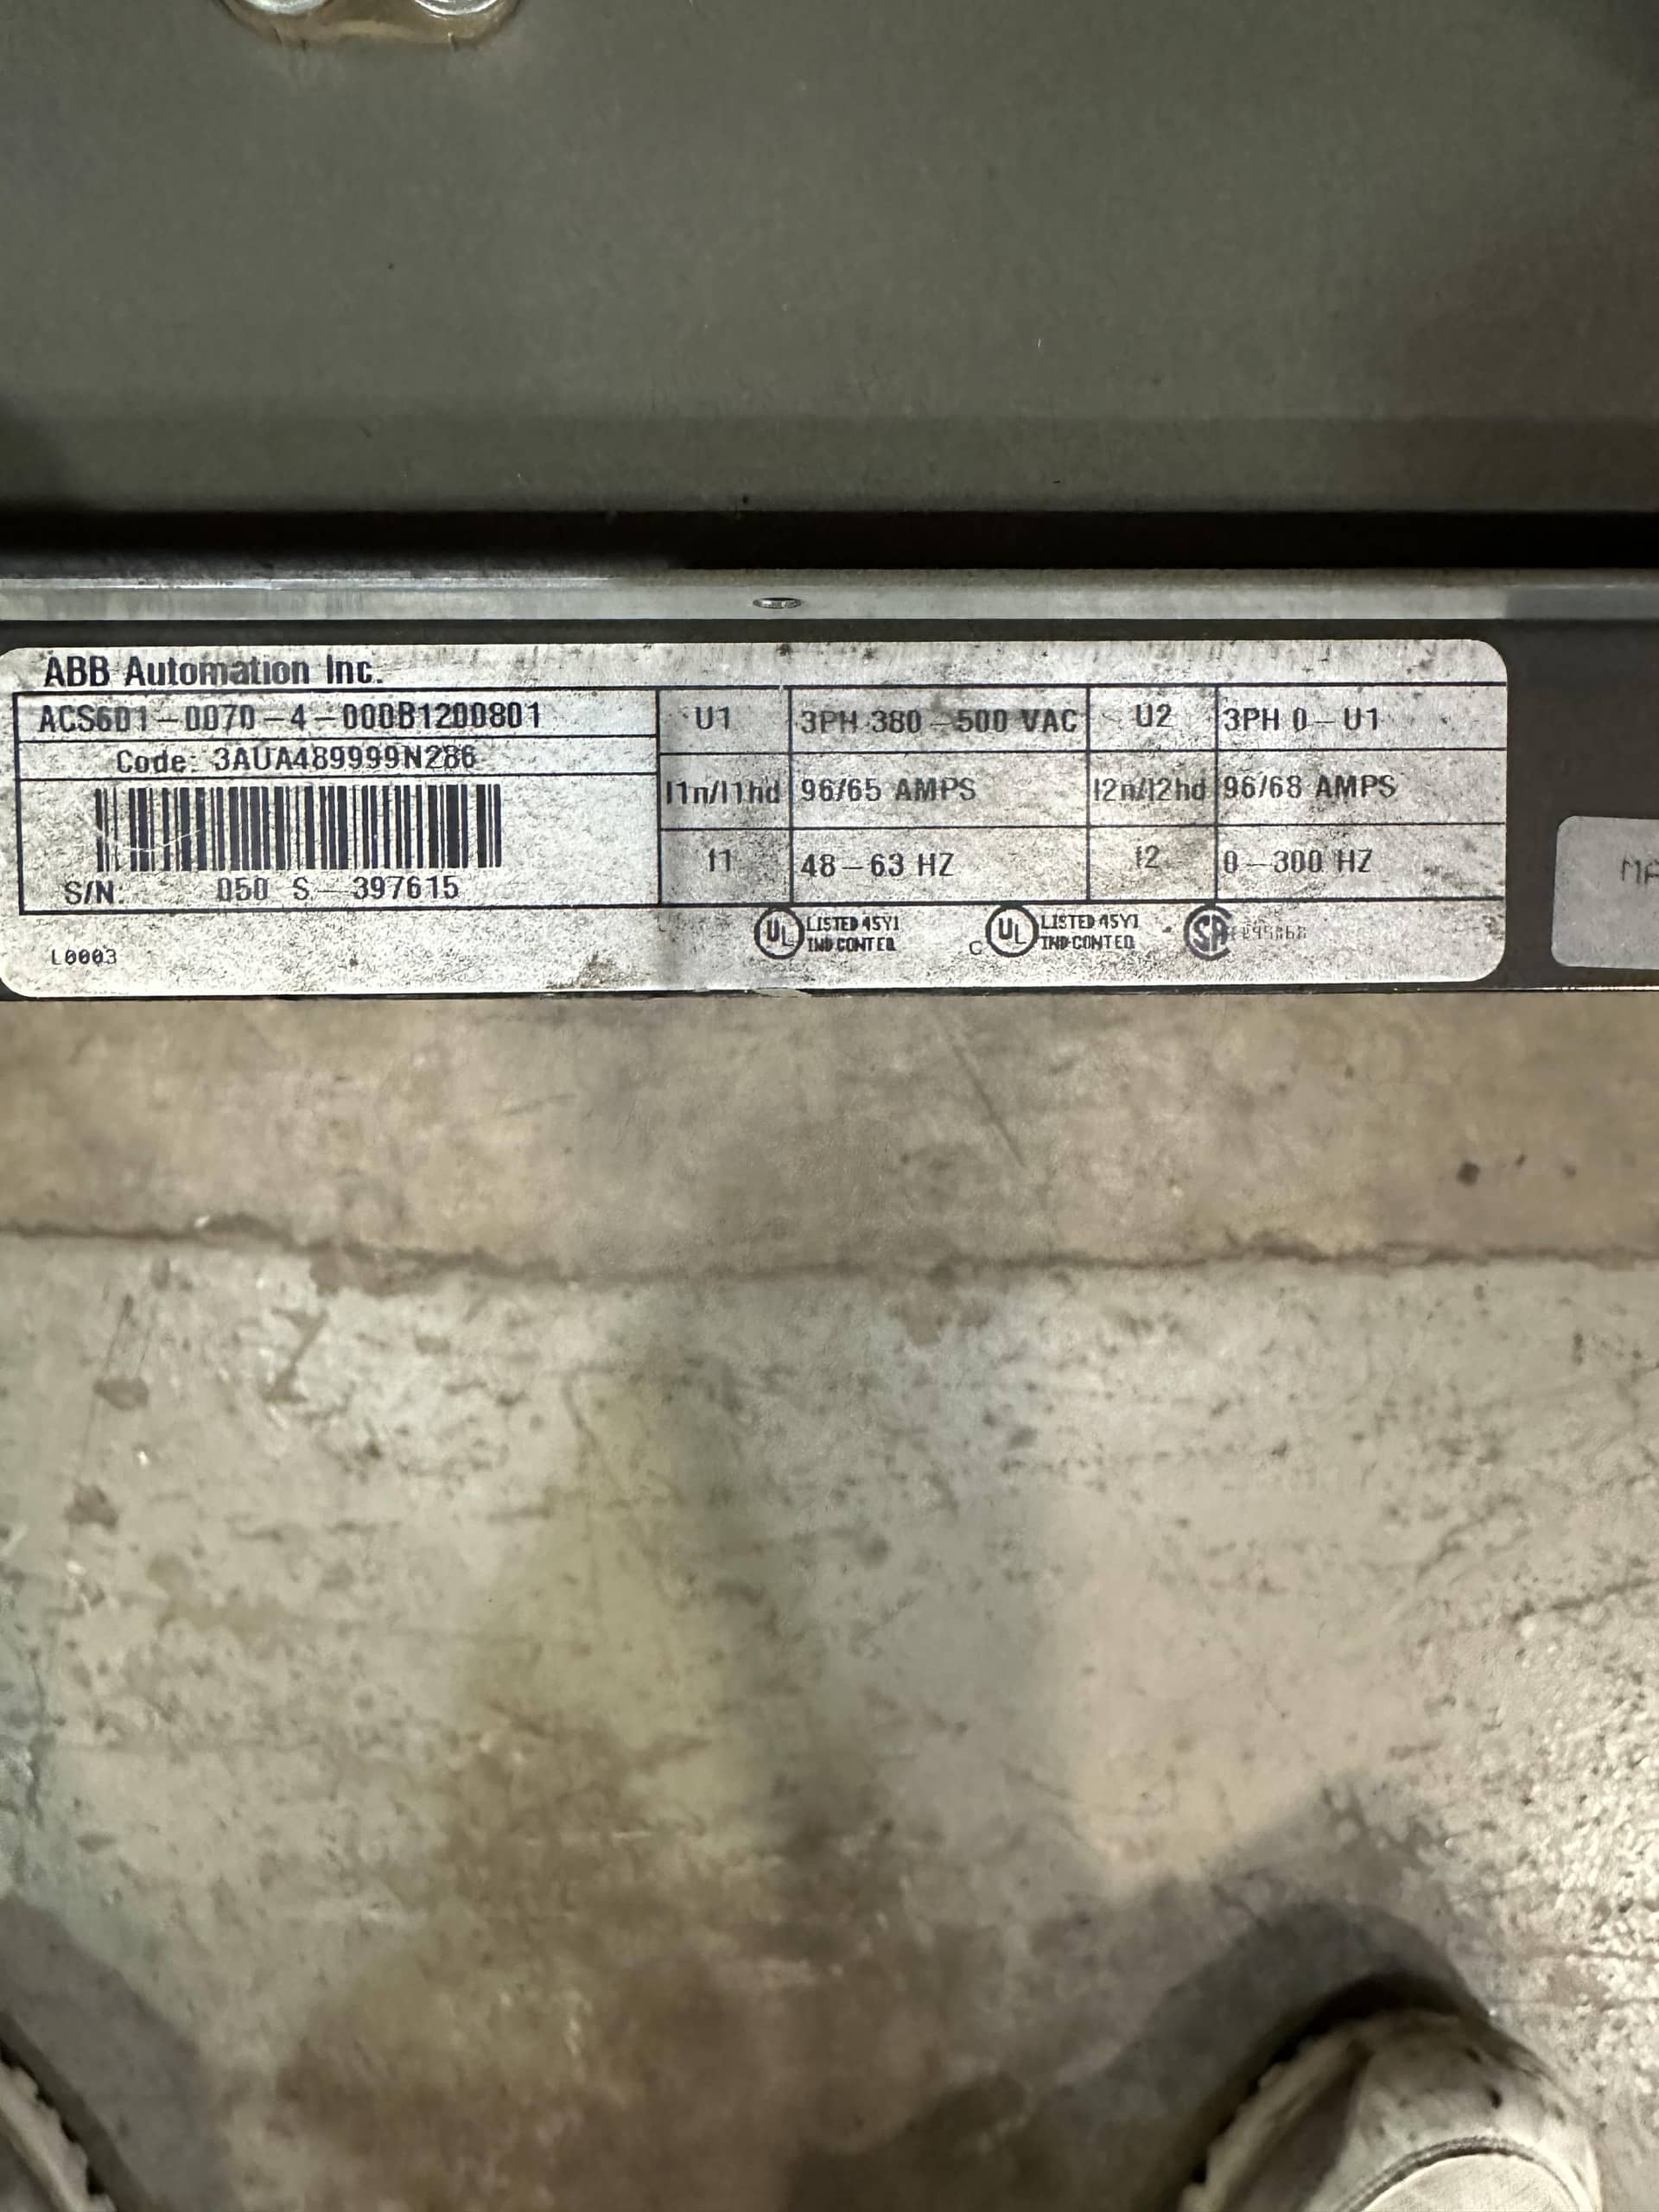 ABB Automation Inc.
ACS601-0070-4-000B1200801
Code: 3AUA489999N286
S/N. 050 S - 397615
L0003
U1 3PH 380-500 VAC U2 3PH 0-U1
I1n/I1hd 96/65 AMPS I2n/I2hd 96/68 AMPS
f1 48-63 HZ f2 0-300 HZ
UL LISTED 45Y1
IND CONT EQ
C UL LISTED 45Y1
IND CONT EQ
SA
MA